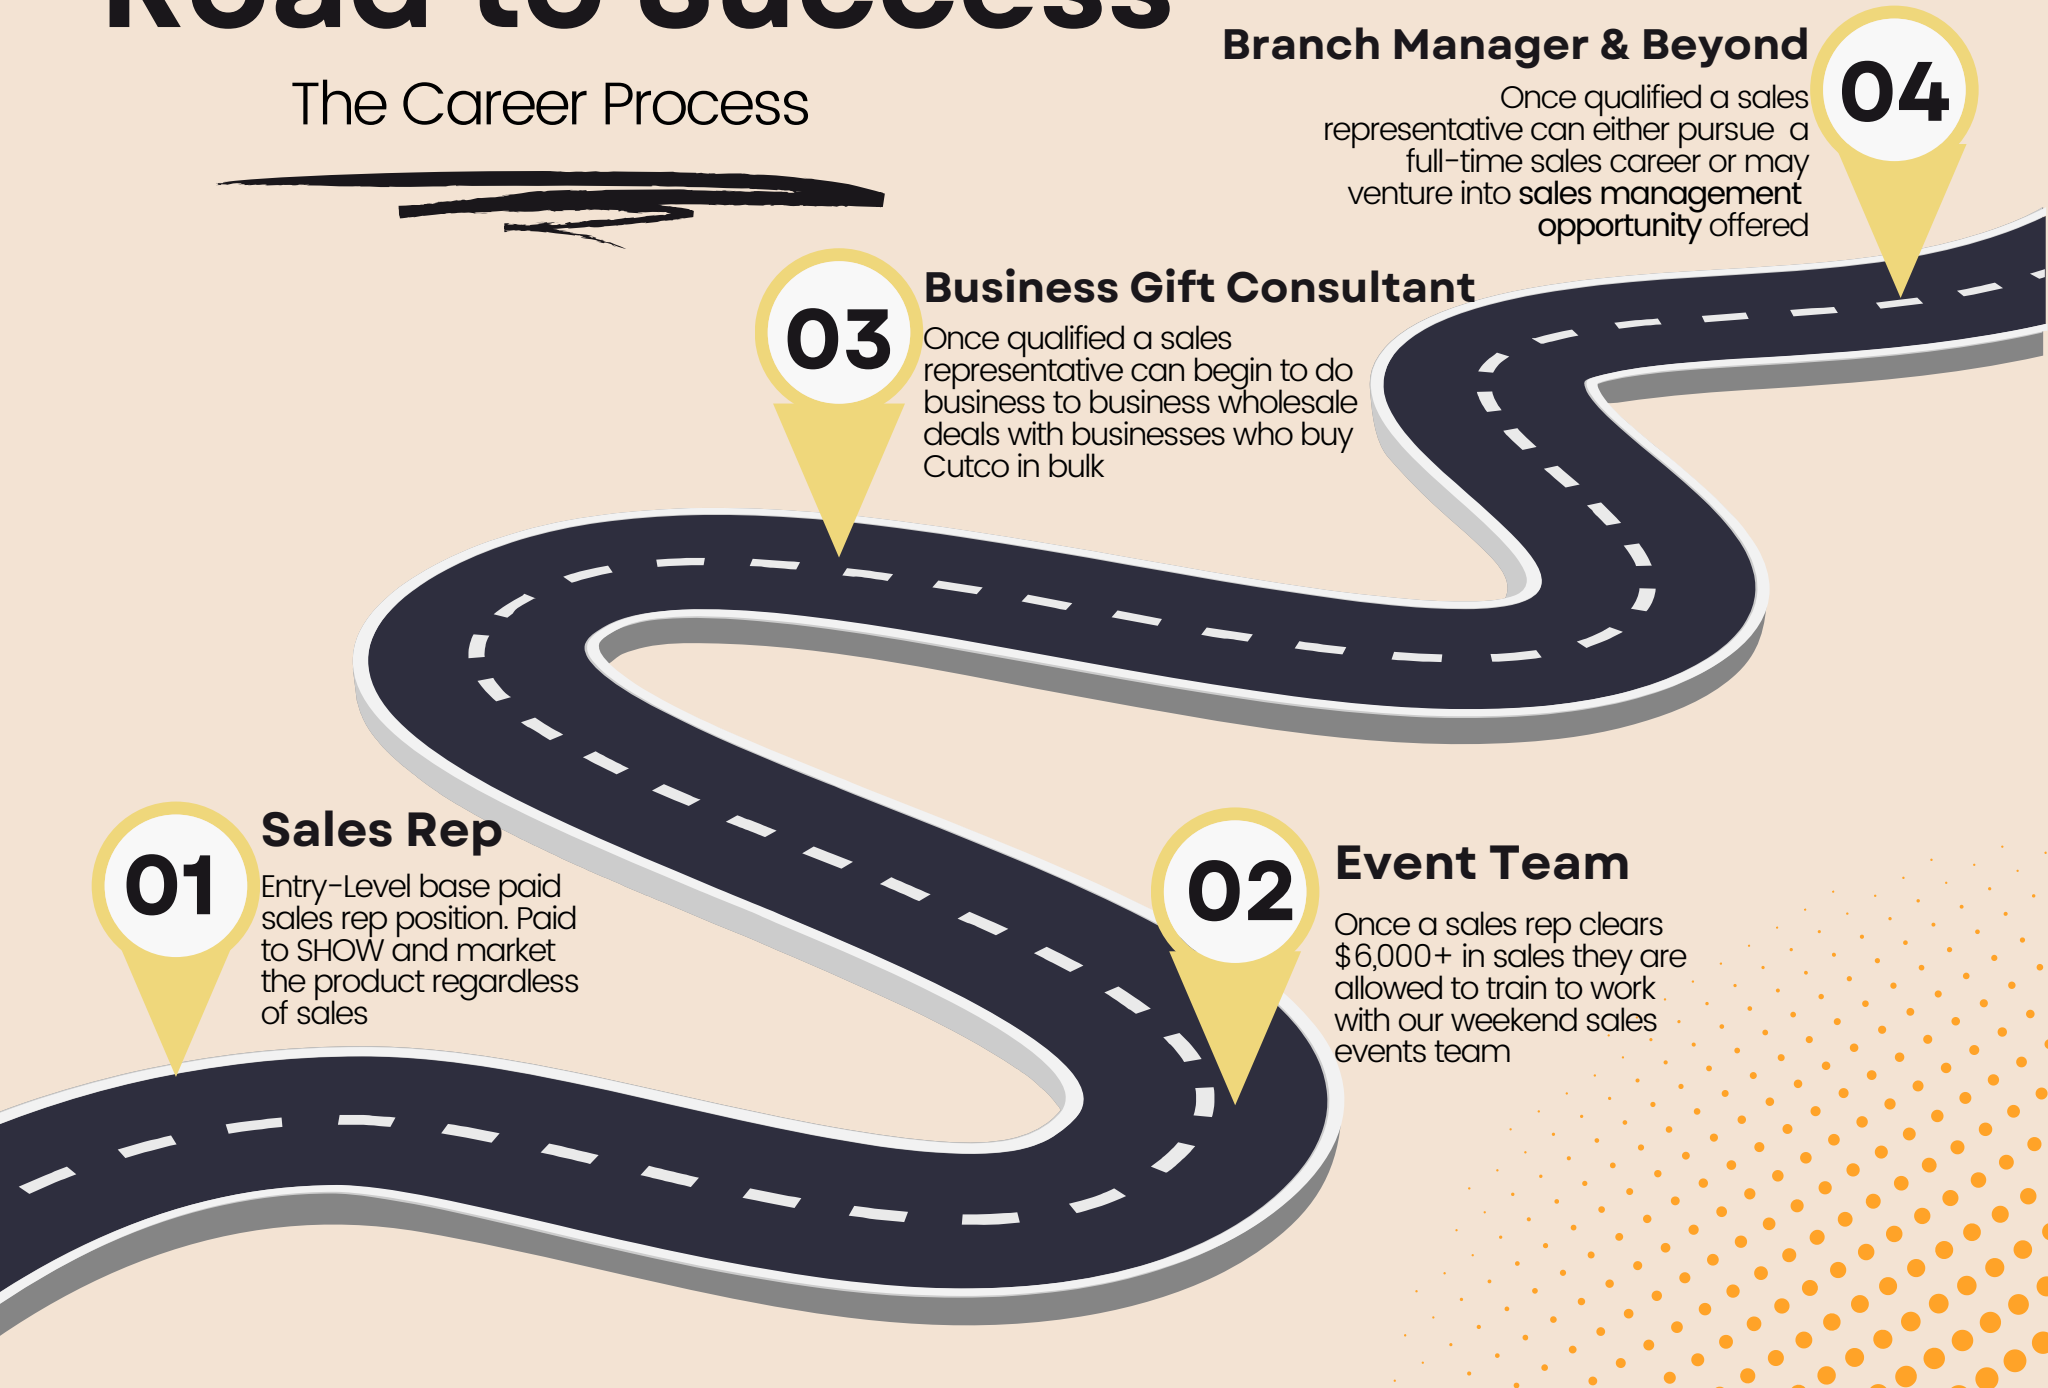 Road to Success
The Career Process
01
Sales Rep
Entry-Level base paid
sales rep position. Paid
to SHOW and market
the product regardless
of sales
02
Event Team
Once a sales rep clears
$6,000+ in sales they are
allowed to train to work
with our weekend sales
events team
03
Business Gift Consultant
Once qualified a sales
representative can begin to do
business to business wholesale
deals with businesses who buy
Cutco in bulk
04
Branch Manager & Beyond
Once qualified a sales
representative can either pursue a
full-time sales career or may
venture into sales management
opportunity offered